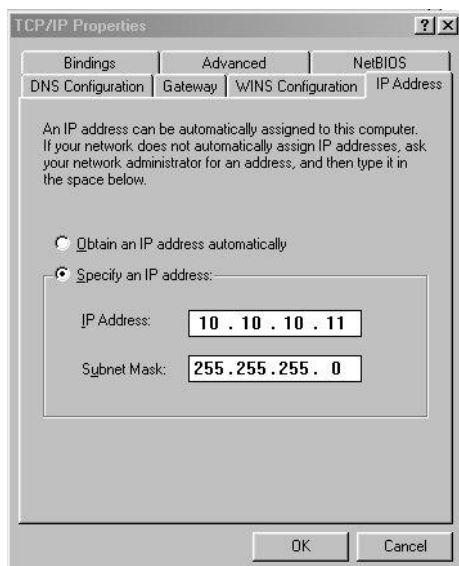 TCP/IP Properties
Bindings Advanced NetBIOS
DNS Configuration Gateway WINS Configuration IP Address
An IP address can be automatically assigned to this computer.
If your network does not automatically assign IP addresses, ask
your network administrator for an address, and then type it in
the space below.
Obtain an IP address automatically
Specify an IP address:
IP Address: 10 . 10 . 10 . 11
Subnet Mask: 255 . 255 . 255 . 0
OK Cancel